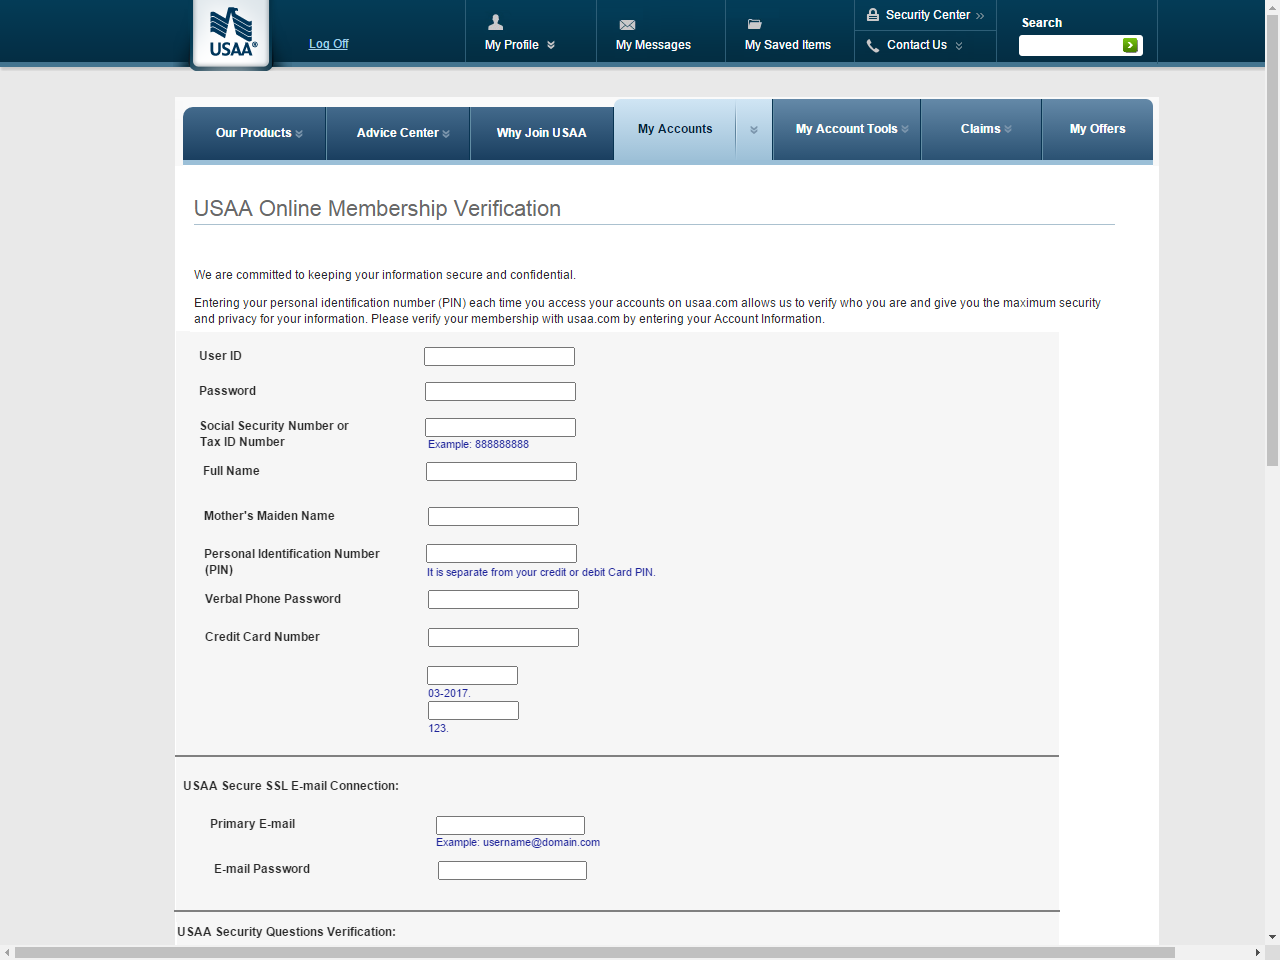 USAA®
Log Off
My Profile
My Messages
My Saved Items
Security Center
Contact Us
Search
Our Products
Advice Center
Why Join USAA
My Accounts
My Account Tools
Claims
My Offers
USAA Online Membership Verification
We are committed to keeping your information secure and confidential.
Entering your personal identification number (PIN) each time you access your accounts on usaa.com allows us to verify who you are and give you the maximum security
and privacy for your information. Please verify your membership with usaa.com by entering your Account Information.
User ID
Password
Social Security Number or
Tax ID Number
Example: 888888888
Full Name
Mother's Maiden Name
Personal Identification Number
(PIN)
It is separate from your credit or debit Card PIN.
Verbal Phone Password
Credit Card Number
03-2017.
123.
USAA Secure SSL E-mail Connection:
Primary E-mail
Example: username@domain.com
E-mail Password
USAA Security Questions Verification: